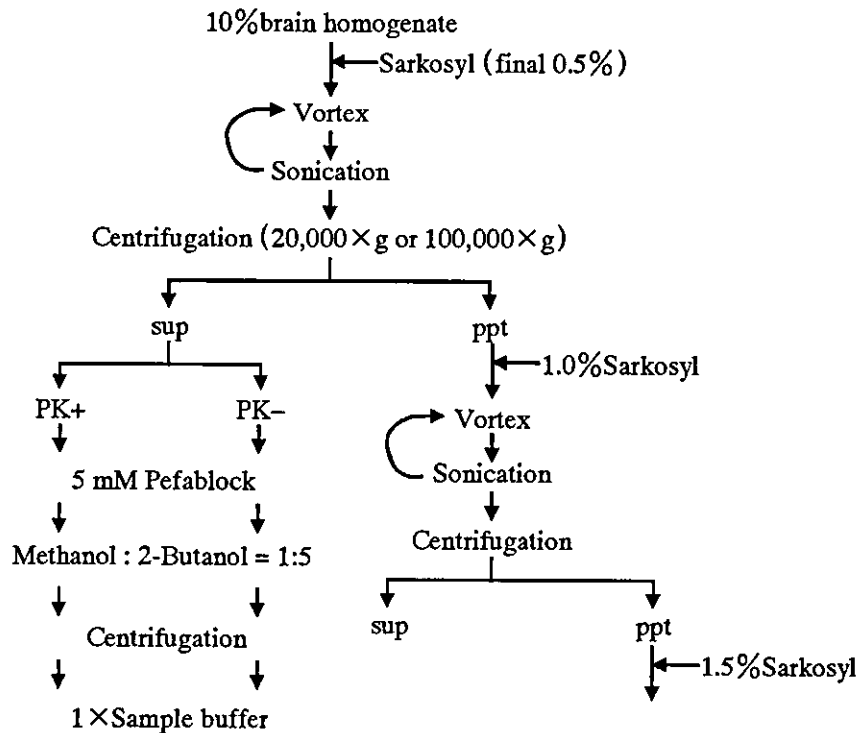 10%brain homogenate
Sarkosyl (final 0.5%)
Vortex
Sonication
Centrifugation (20,000×g or 100,000×g)
sup
ppt
1.0%Sarkosyl
PK+
PK−
Vortex
5 mM Pefablock
Sonication
Methanol : 2-Butanol = 1:5
Centrifugation
Centrifugation
sup
ppt
1.5%Sarkosyl
1×Sample buffer